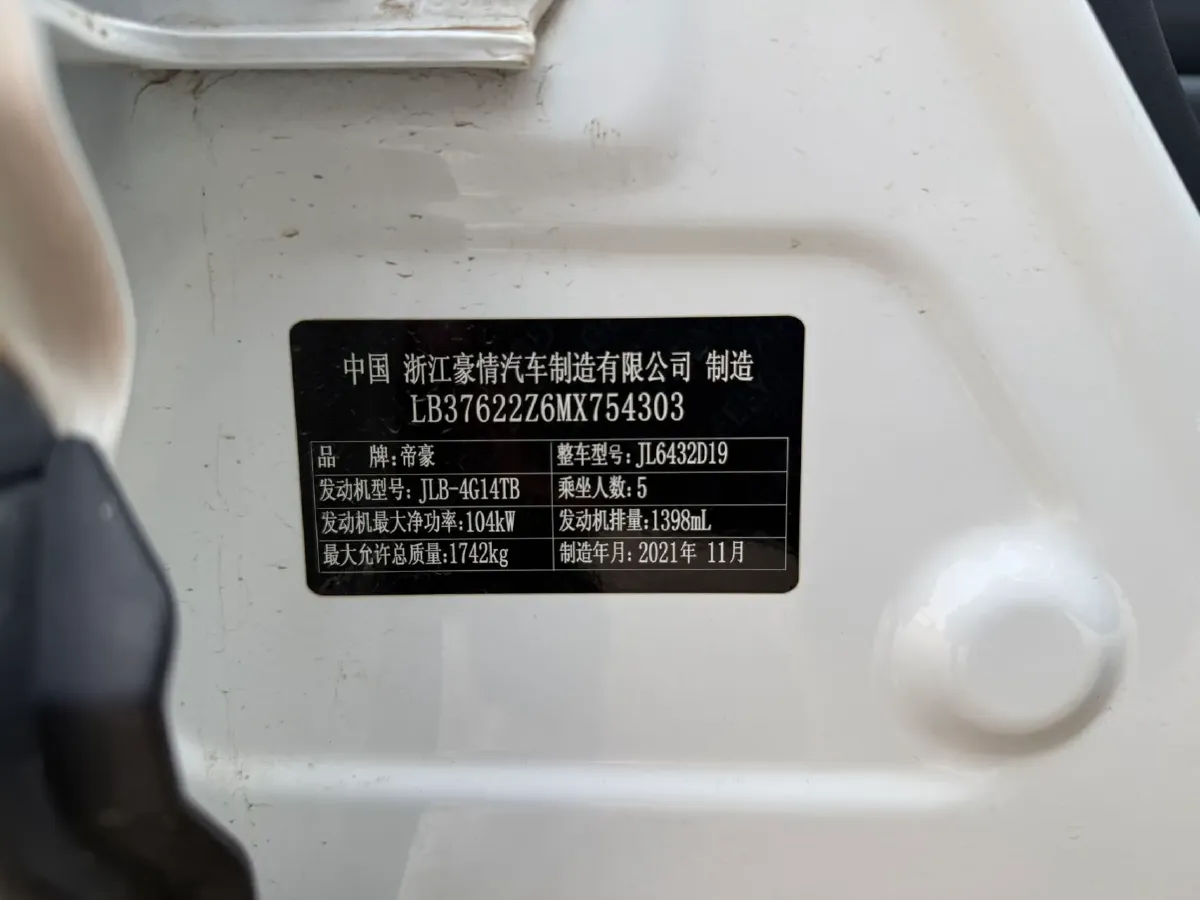 中国 浙江豪情汽车制造有限公司 制造
LB37622Z6MX754303
品 牌:帝豪 整车型号:JL6432D19
发动机型号:JLB-4G14TB 乘坐人数:5
发动机最大净功率:104kW 发动机排量:1398mL
最大允许总质量:1742kg 制造年月:2021年 11月